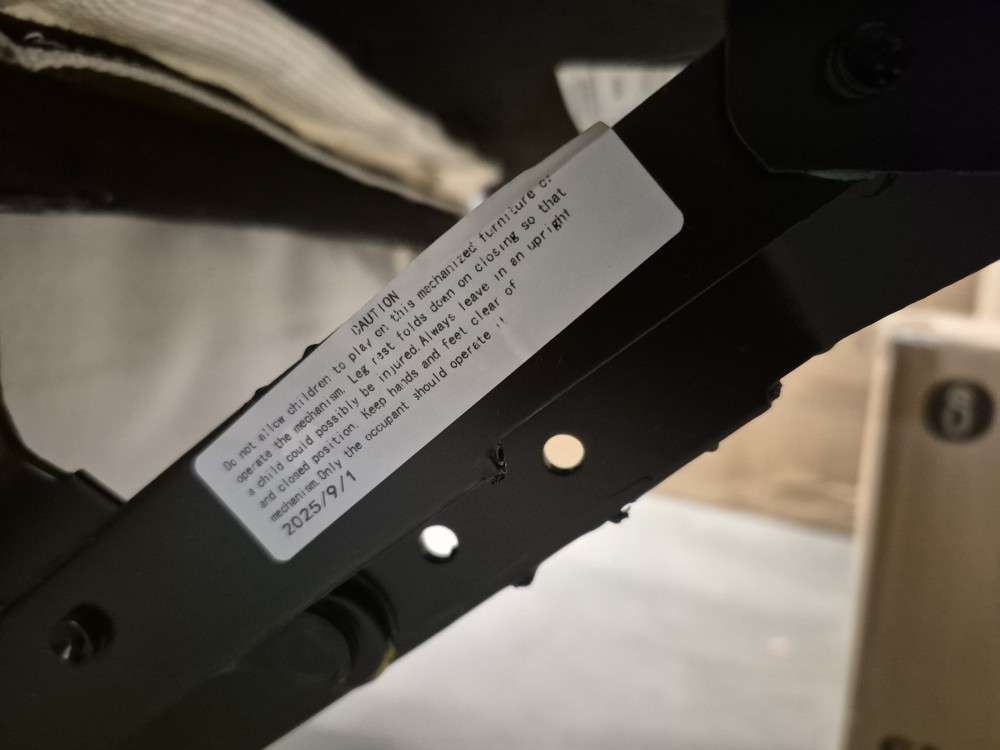 CAUTION
Do not allow children to play on this mechanized furniture or
operate the mechanism. Leg rest folds down on closing so that
a child could possibly be injured. Always leave in an upright
and closed position. Keep hands and feet clear of
mechanism. Only the occupant should operate it
2025/9/1